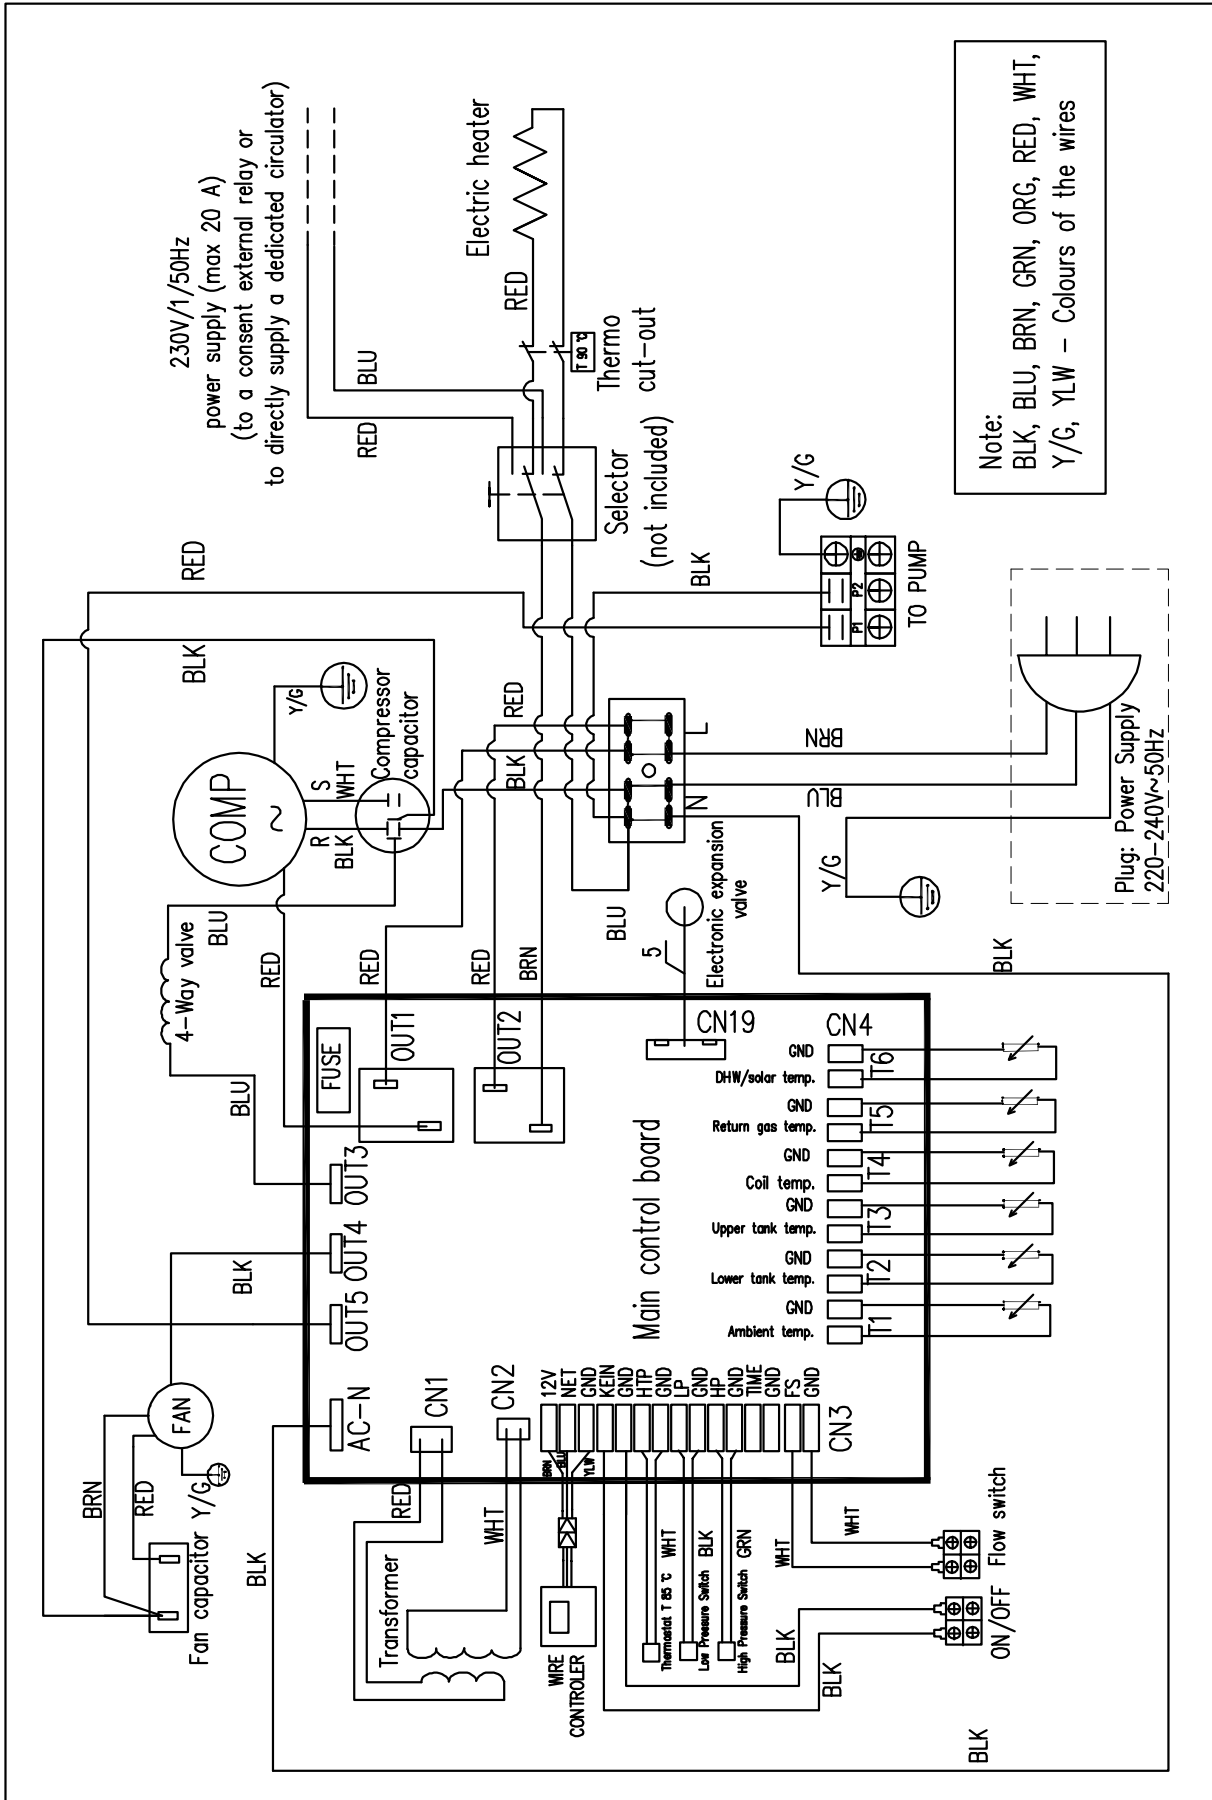 230V/1/50Hz
power supply (max 20 A)
(to a consent external relay or
to directly supply a dedicated circulator)
RED
BLU
Electric heater
RED
T 90 ℃
Thermo
cut-out
Selector
(not included)
Note:
BLK, BLU, BRN, GRN, ORG, RED, WHT,
Y/G, YLW - Colours of the wires
Y/G
P1
P2
TO PUMP
BLK
RED
BLK
COMP
~
Y/G
S
WHT
R
BLK
Compressor
capacitor
RED
BLK
L
N
BRN
BLU
Y/G
Plug: Power Supply
220-240V~50Hz
BLU
4-Way valve
BLU
RED
RED
RED
BRN
BLU
5
Electronic expansion
valve
BLK
FUSE
OUT1
OUT2
CN19
CN4
OUT3
OUT4
OUT5
AC-N
BLK
Main control board
GND
DHW/solar temp.
T6
GND
Return gas temp.
T5
GND
Coil temp.
T4
GND
Upper tank temp.
T3
GND
Lower tank temp.
T2
GND
Ambient temp.
T1
CN1
CN2
12V
NET
GND
KEIN
GND
HTP
GND
LP
GND
HP
GND
TIME
GND
FS
GND
CN3
FAN
BRN
RED
Y/G
Fan capacitor
BLK
RED
WHT
Transformer
BRN
BLU
YLW
WIRE
CONTROLER
Thermostat T 85 ℃ WHT
Low Pressure Switch BLK
High Pressure Switch GRN
WHT
WHT
Flow switch
ON/OFF
BLK
BLK
BLK